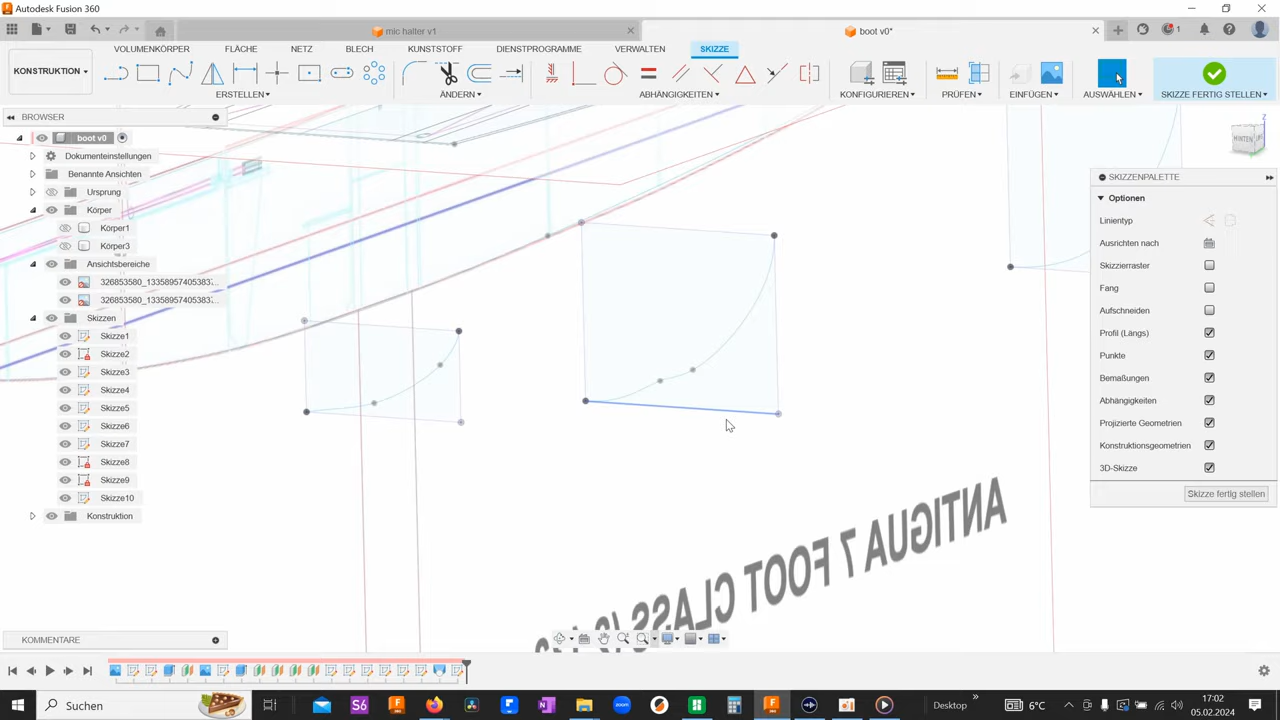 Autodesk Fusion 360
mic halter v1
boot v0*
VOLUMENKÖRPER FLÄCHE NETZ BLECH KUNSTSTOFF DIENSTPROGRAMME VERWALTEN SKIZZE
KONSTRUKTION
ERSTELLEN ÄNDERN ABHÄNGIGKEITEN KONFIGURIEREN PRÜFEN EINFÜGEN AUSWÄHLEN SKIZZE FERTIG STELLEN
BROWSER
boot v0
Dokumenteinstellungen
Benannte Ansichten
Ursprung
Körper
Körper1
Körper3
Ansichtsbereiche
326853580_13358957405383?...
326853580_13358957405383?...
Skizzen
Skizze1
Skizze2
Skizze3
Skizze4
Skizze5
Skizze6
Skizze7
Skizze8
Skizze9
Skizze10
Konstruktion
HINTEN
Z
SKIZZENPALETTE
Optionen
Linientyp
Ausrichten nach
Skizzierraster
Fang
Aufschneiden
Profil (Längs)
Punkte
Bemaßungen
Abhängigkeiten
Projizierte Geometrien
Konstruktionsgeometrien
3D-Skizze
Skizze fertig stellen
ANTIGUA 7 FOOT CLASS
KOMMENTARE
Suchen
Desktop
6°C
17:02
05.02.2024